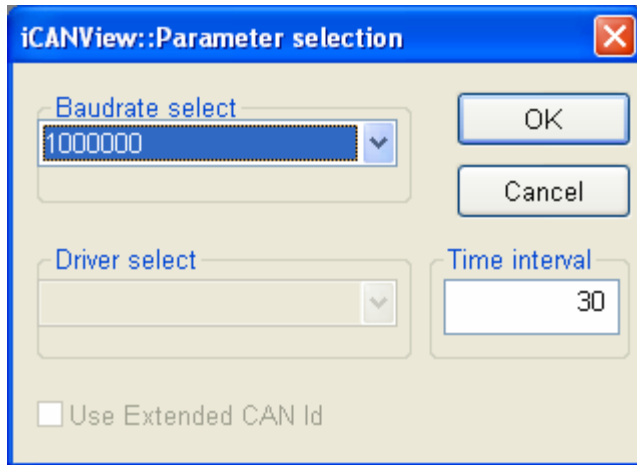 iCANView::Parameter selection
Baudrate select
1000000
OK
Cancel
Driver select
Time interval
30
Use Extended CAN Id